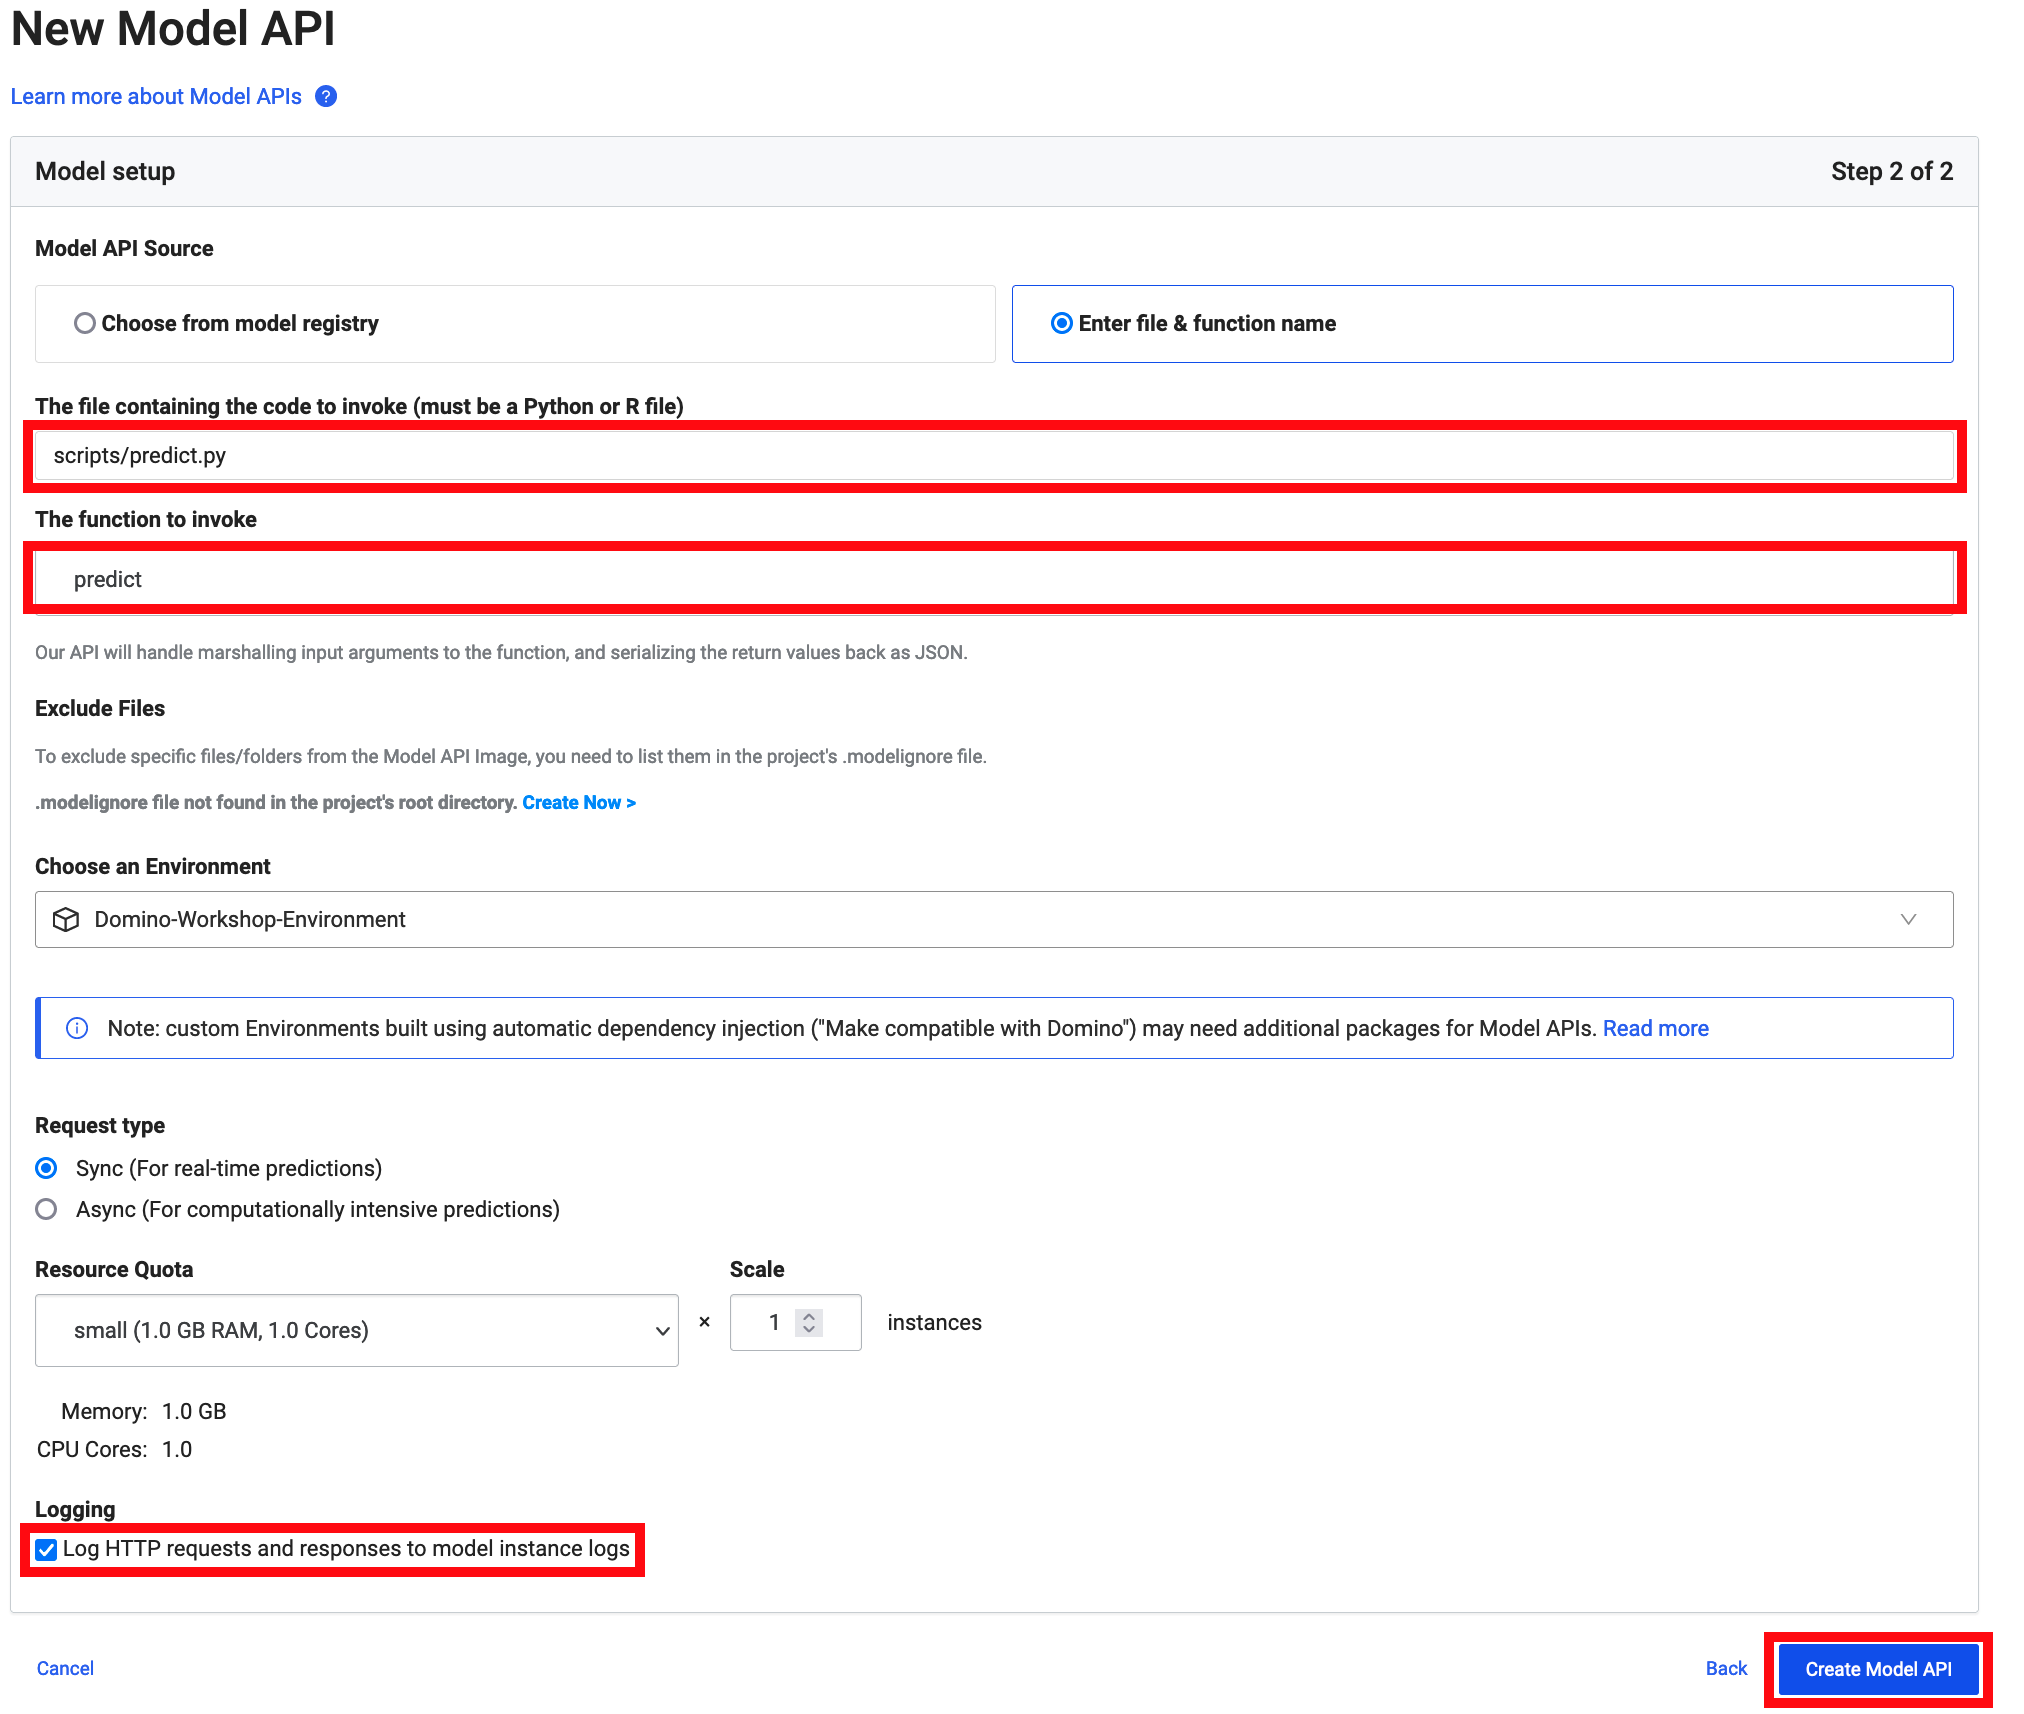 New Model API
Learn more about Model APIs ?
Model setup Step 2 of 2
Model API Source
Choose from model registry Enter file & function name
The file containing the code to invoke (must be a Python or R file)
scripts/predict.py
The function to invoke
predict
Our API will handle marshalling input arguments to the function, and serializing the return values back as JSON.
Exclude Files
To exclude specific files/folders from the Model API Image, you need to list them in the project's .modelignore file.
.modelignore file not found in the project's root directory. Create Now >
Choose an Environment
Domino-Workshop-Environment
Note: custom Environments built using automatic dependency injection ("Make compatible with Domino") may need additional packages for Model APIs. Read more
Request type
Sync (For real-time predictions)
Async (For computationally intensive predictions)
Resource Quota Scale
small (1.0 GB RAM, 1.0 Cores) × 1 instances
Memory: 1.0 GB
CPU Cores: 1.0
Logging
Log HTTP requests and responses to model instance logs
Cancel Back Create Model API